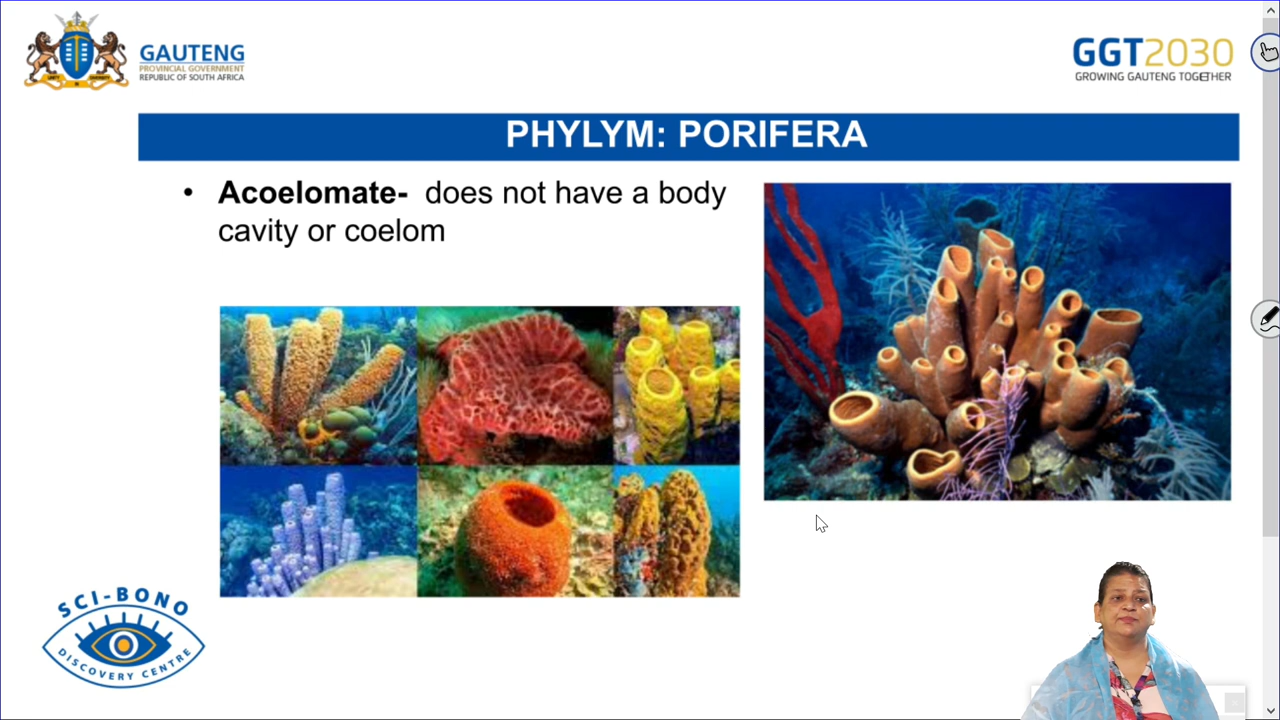 GAUTENG
PROVINCIAL GOVERNMENT
REPUBLIC OF SOUTH AFRICA
GGT2030
GROWING GAUTENG TOGETHER
PHYLYM: PORIFERA
• Acoelomate- does not have a body
cavity or coelom
SCI-BONO
DISCOVERY CENTRE